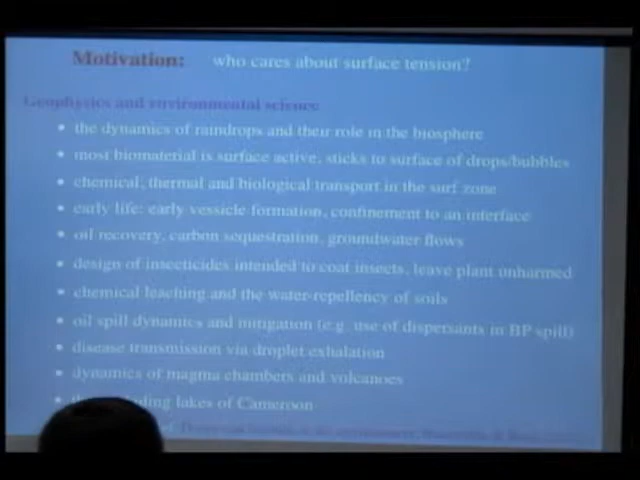 Motivation: who cares about surface tension?
Geophysics and environmental science
• the dynamics of raindrops and their role in the biosphere
• most biomaterial is surface active, sticks to surface of drops/bubbles
• chemical, thermal and biological transport in the surf zone
• early life: early vessicle formation, confinement to an interface
• oil recovery, carbon sequestration, groundwater flows
• design of insecticides intended to coat insects, leave plant unharmed
• chemical leaching and the water-repellency of soils
• oil spill dynamics and mitigation (e.g. use of dispersants in BP spill)
• disease transmission via droplet exhalation
• dynamics of magma chambers and volcanoes
• lakes of Cameroon